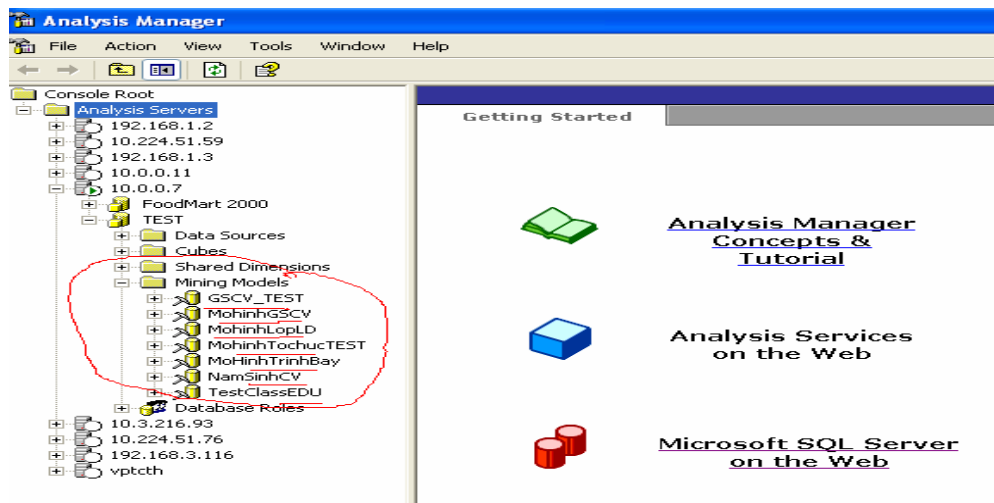 Analysis Manager
File Action View Tools Window Help
Console Root
Analysis Servers
192.168.1.2
10.224.51.59
192.168.1.3
10.0.0.11
10.0.0.7
FoodMart 2000
TEST
Data Sources
Cubes
Shared Dimensions
Mining Models
GSCV_TEST
MohinhGSCV
MohinhLopLD
MohinhTochucTEST
MoHinhTrinhBay
NamSinhCV
TestClassEDU
Database Roles
10.3.216.93
10.224.51.76
192.168.3.116
vptcth
Getting Started
Analysis Manager
Concepts &
Tutorial
Analysis Services
on the Web
Microsoft SQL Server
on the Web